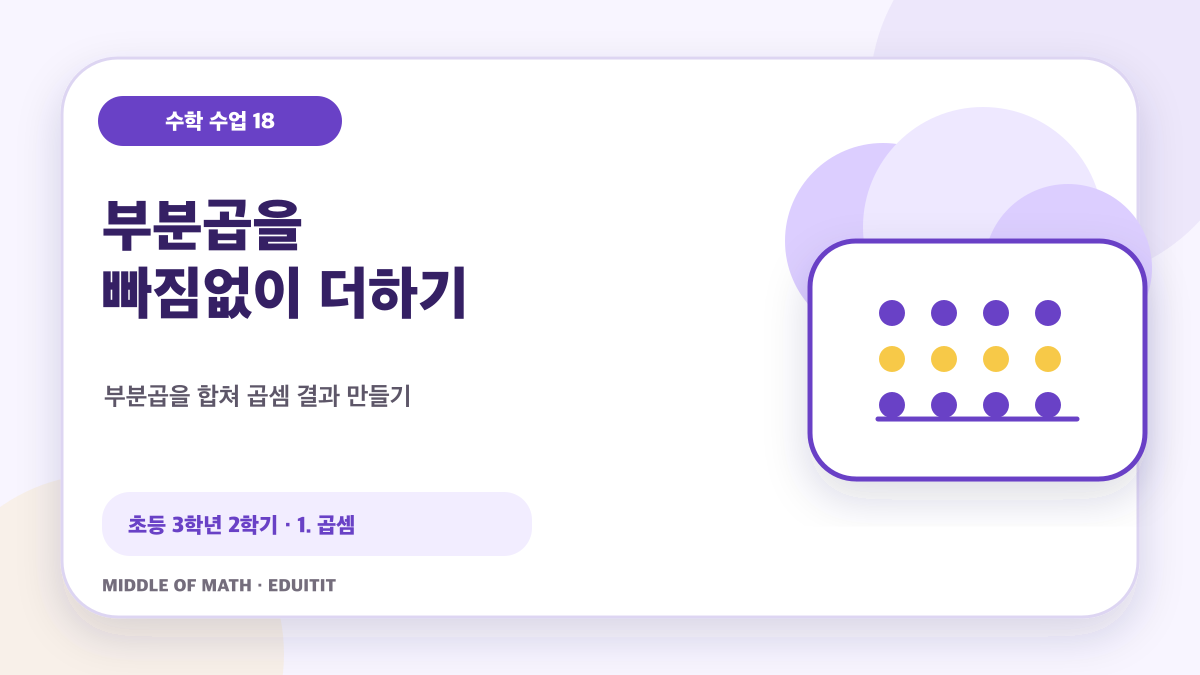 수학 수업 18
부분곱을
빠짐없이 더하기
부분곱을 합쳐 곱셈 결과 만들기
초등 3학년 2학기 · 1. 곱셈
MIDDLE OF MATH · EDUITIT